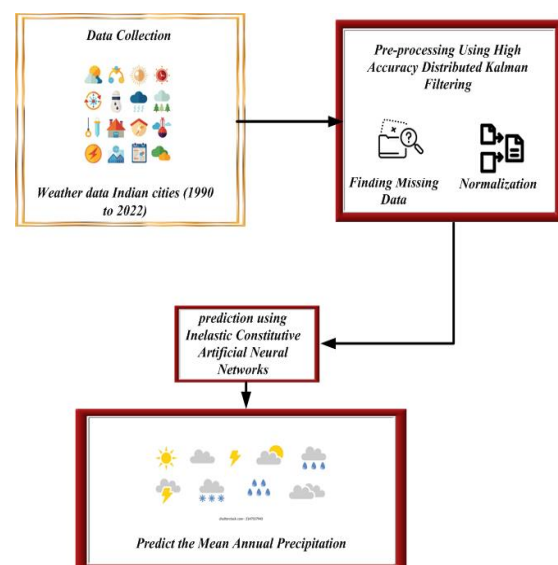 Data Collection
Weather data Indian cities (1990
to 2022)
Pre-processing Using High
Accuracy Distributed Kalman
Filtering
Finding Missing
Data
Normalization
prediction using
Inelastic Constitutive
Artificial Neural
Networks
Predict the Mean Annual Precipitation